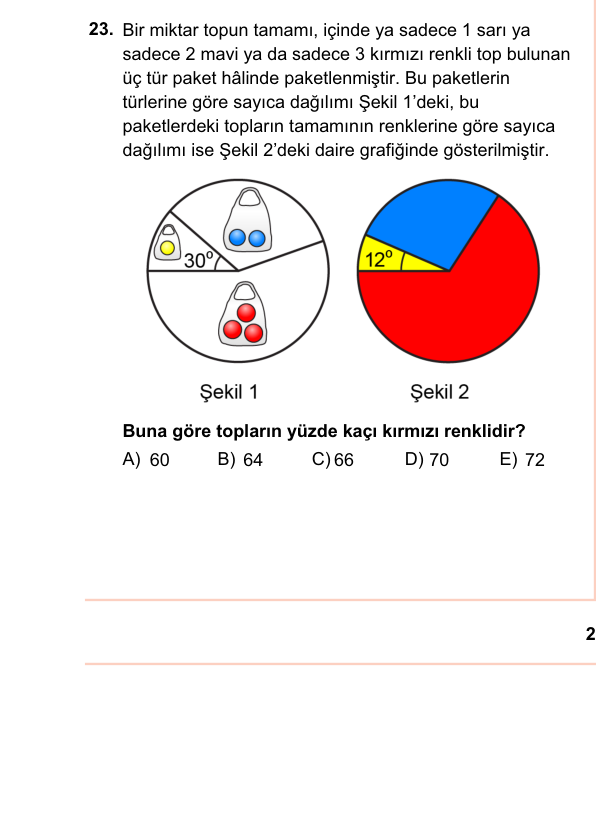 23. Bir miktar topun tamamı, içinde ya sadece 1 sarı ya
sadece 2 mavi ya da sadece 3 kırmızı renkli top bulunan
üç tür paket hâlinde paketlenmiştir. Bu paketlerin
türlerine göre sayıca dağılımı Şekil 1’deki, bu
paketlerdeki topların tamamının renklerine göre sayıca
dağılımı ise Şekil 2’deki daire grafiğinde gösterilmiştir.
30º
12º
Şekil 1
Şekil 2
Buna göre topların yüzde kaçı kırmızı renklidir?
A) 60 B) 64 C) 66 D) 70 E) 72
2